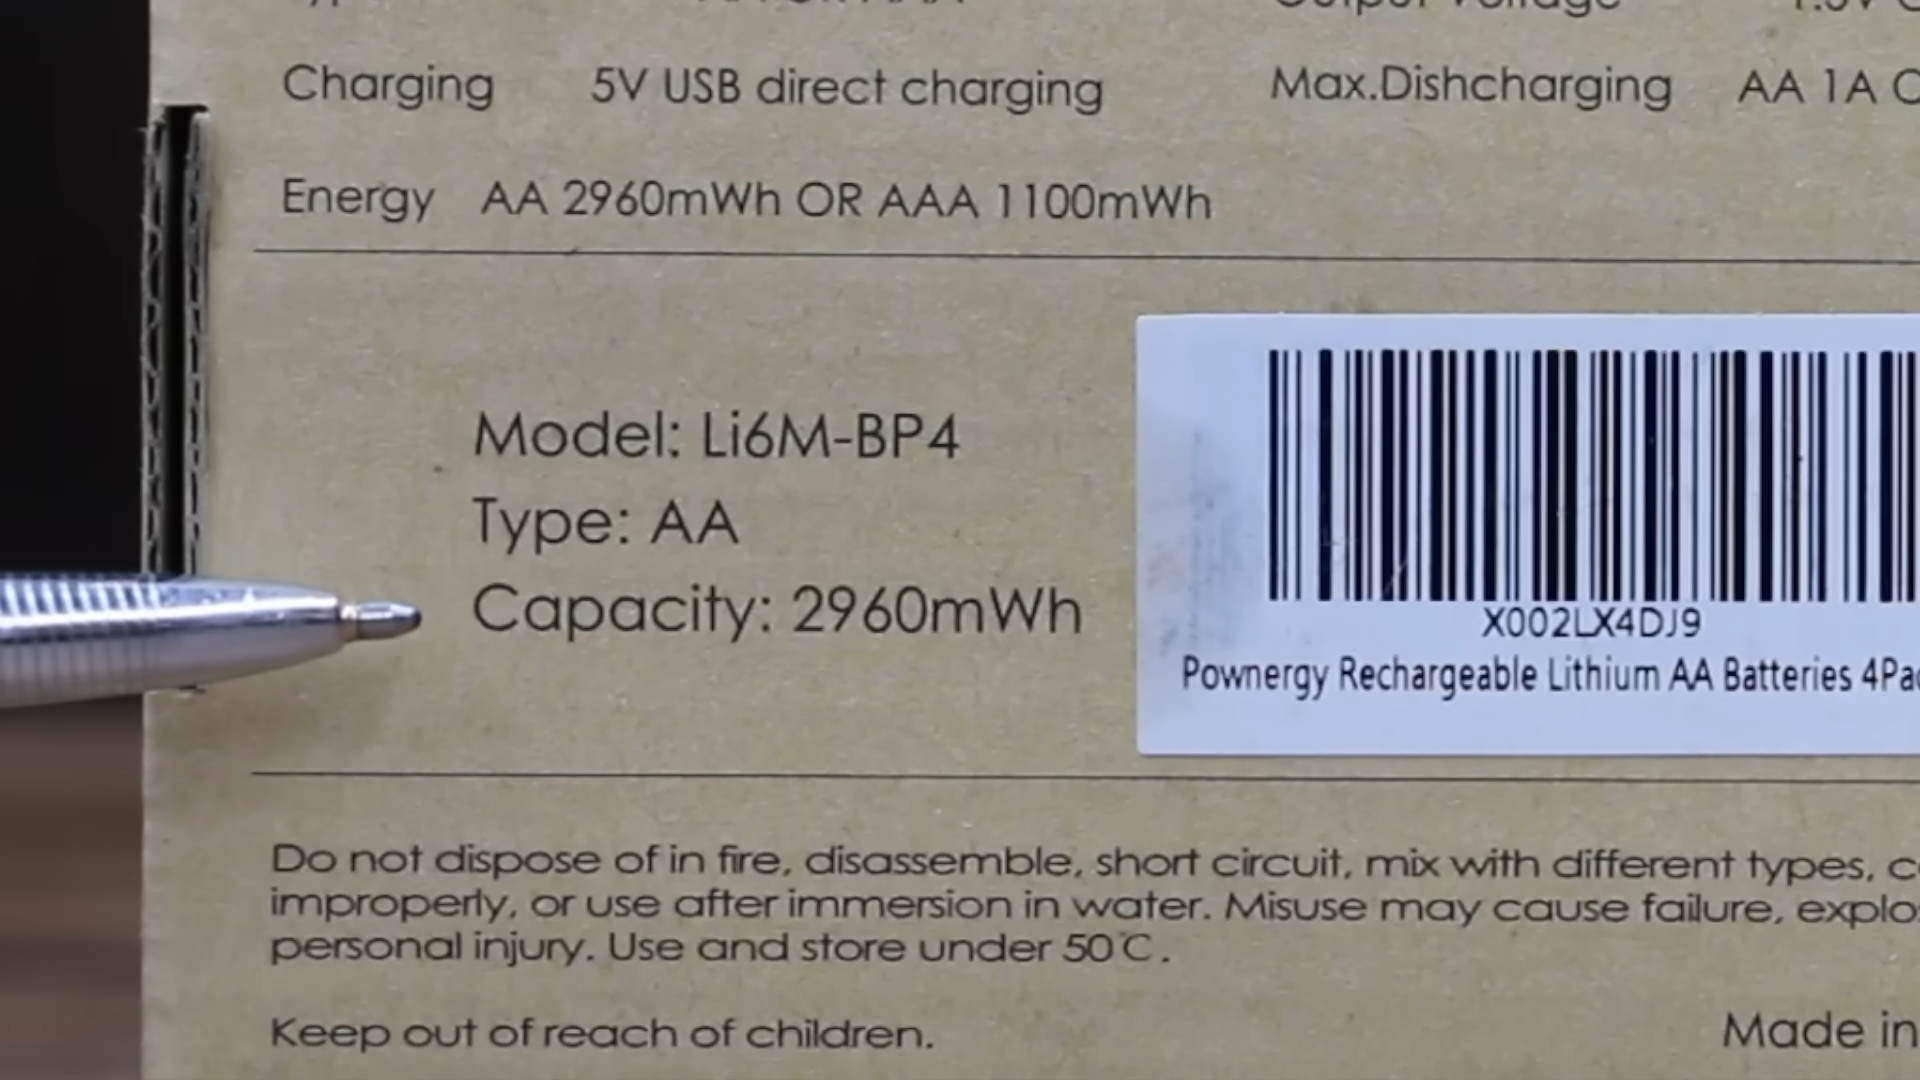 Output Voltage
Charging 5V USB direct charging Max.Dishcharging AA 1A
Energy AA 2960mWh OR AAA 1100mWh
Model: Li6M-BP4
Type: AA
Capacity: 2960mWh
X002LX4DJ9
Pownergy Rechargeable Lithium AA Batteries
Do not dispose of in fire, disassemble, short circuit, mix with different types,
improperly, or use after immersion in water. Misuse may cause failure,
personal injury. Use and store under 50℃.
Keep out of reach of children.
Made in